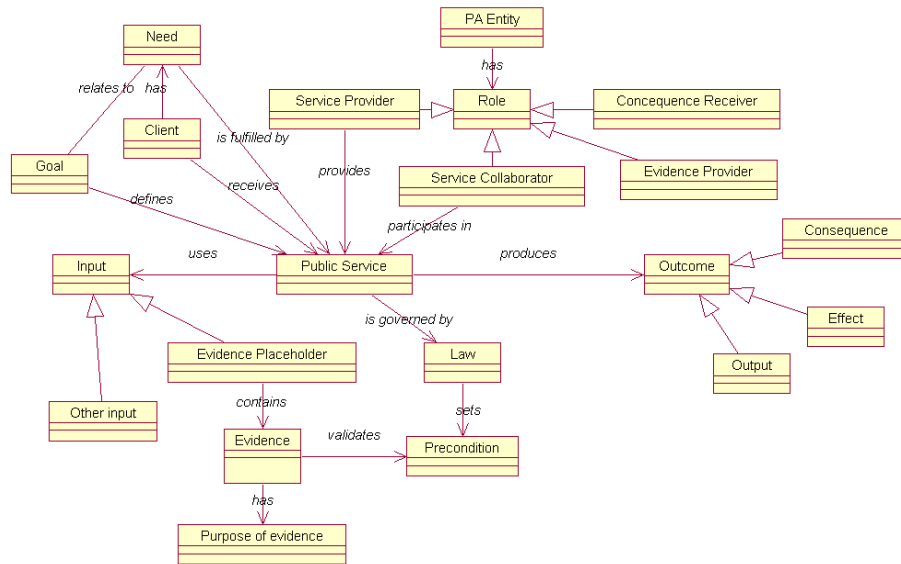 PA Entity
Need
has
relates to
has
Service Provider
Role
Concequence Receiver
Client
is fulfilled by
Goal
receives
provides
Service Collaborator
Evidence Provider
defines
participates in
Consequence
uses
Input
Public Service
produces
Outcome
is governed by
Effect
Evidence Placeholder
Law
Output
contains
sets
Other input
Evidence
validates
Precondition
has
Purpose of evidence